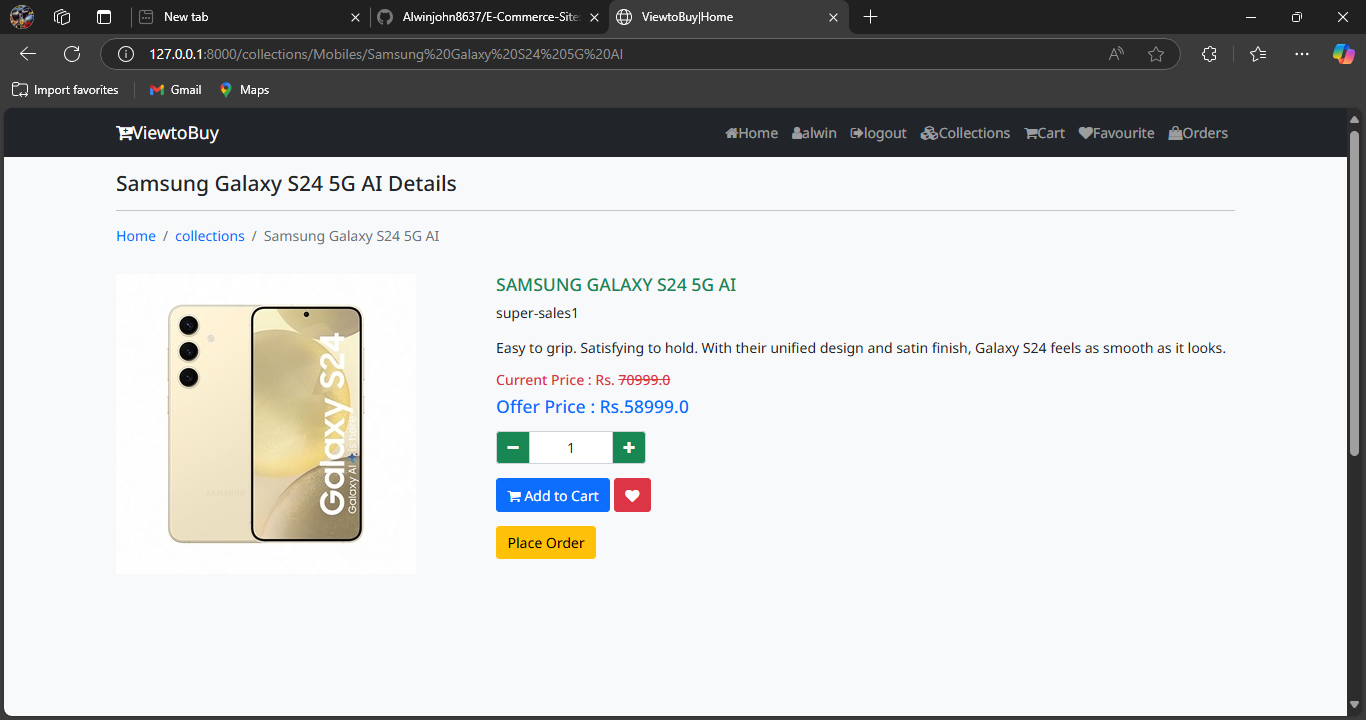 New tab
Alwinjohn8637/E-Commerce-Site:
ViewtoBuy|Home
127.0.0.1:8000/collections/Mobiles/Samsung%20Galaxy%20S24%205G%20AI
Import favorites
Gmail
Maps
ViewtoBuy
Home
alwin
logout
Collections
Cart
Favourite
Orders
Samsung Galaxy S24 5G AI Details
Home / collections / Samsung Galaxy S24 5G AI
Galaxy S24
SAMSUNG GALAXY S24 5G AI
super-sales1
Easy to grip. Satisfying to hold. With their unified design and satin finish, Galaxy S24 feels as smooth as it looks.
Current Price : Rs. 70999.0
Offer Price : Rs.58999.0
1
Add to Cart
Place Order